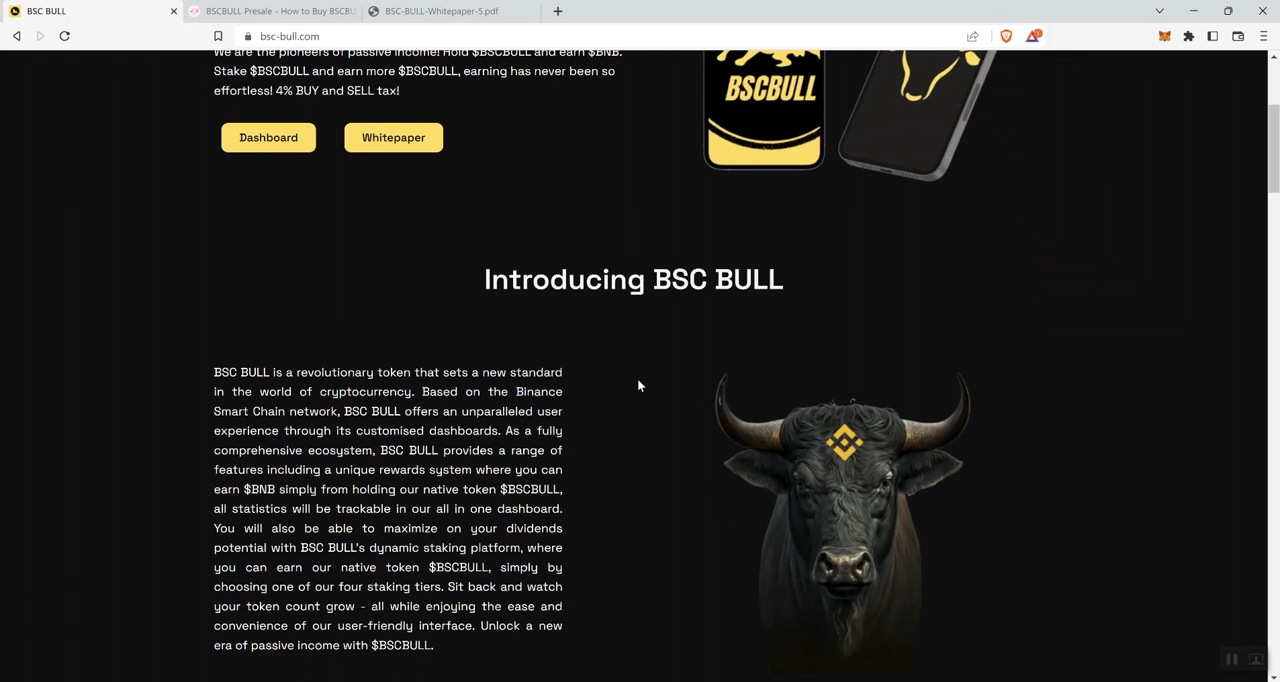 BSC BULL
BSCBULL Presale - How to Buy BSCBU
BSC-BULL-Whitepaper-5.pdf
bsc-bull.com
We are the pioneers of passive income! Hold $BSCBULL and earn $BNB.
Stake $BSCBULL and earn more $BSCBULL, earning has never been so
effortless! 4% BUY and SELL tax!
Dashboard
Whitepaper
BSCBULL
Introducing BSC BULL
BSC BULL is a revolutionary token that sets a new standard
in the world of cryptocurrency. Based on the Binance
Smart Chain network, BSC BULL offers an unparalleled user
experience through its customised dashboards. As a fully
comprehensive ecosystem, BSC BULL provides a range of
features including a unique rewards system where you can
earn $BNB simply from holding our native token $BSCBULL,
all statistics will be trackable in our all in one dashboard.
You will also be able to maximize on your dividends
potential with BSC BULL's dynamic staking platform, where
you can earn our native token $BSCBULL, simply by
choosing one of our four staking tiers. Sit back and watch
your token count grow - all while enjoying the ease and
convenience of our user-friendly interface. Unlock a new
era of passive income with $BSCBULL.